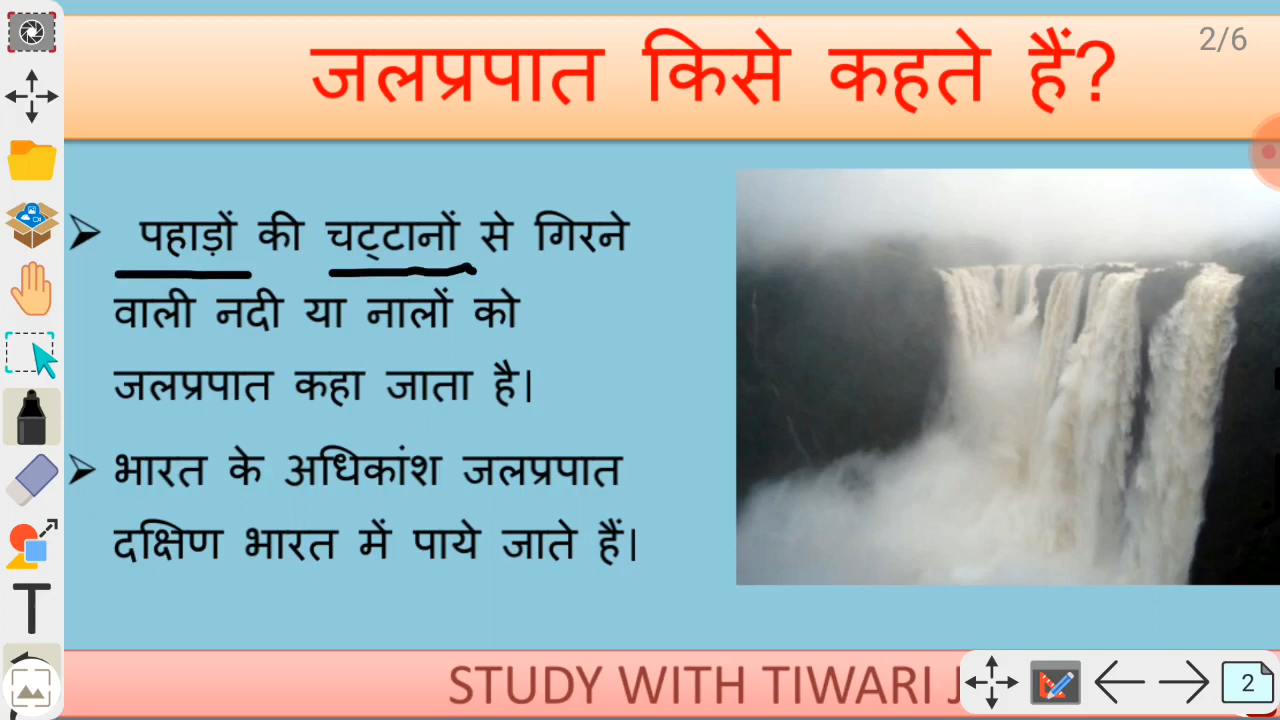 जलप्रपात किसे कहते हैं?
2/6
पहाड़ों की चट्टानों से गिरने
वाली नदी या नालों को
जलप्रपात कहा जाता है।
भारत के अधिकांश जलप्रपात
दक्षिण भारत में पाये जाते हैं।
STUDY WITH TIWARI J
T
2